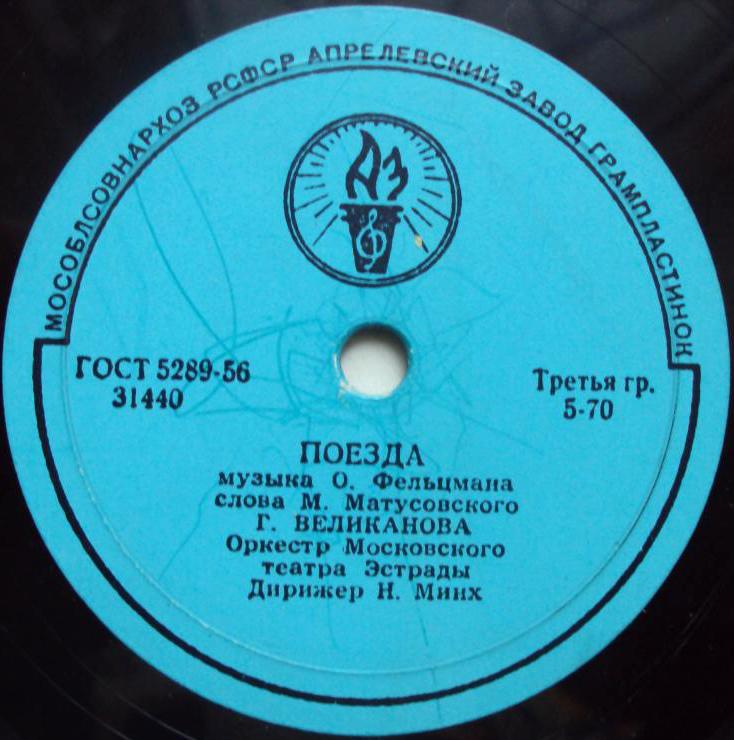 МОСОБЛСОВНАРХОЗ РСФСР АПРЕЛЕВСКИЙ ЗАВОД ГРАМПЛАСТИНОК
АЗ
ГОСТ 5289-56
31440
Третья гр.
5-70
ПОЕЗДА
музыка О. Фельцмана
слова М. Матусовского
Г. ВЕЛИКАНОВА
Оркестр Московского
театра Эстрады
Дирижер Н. Минх